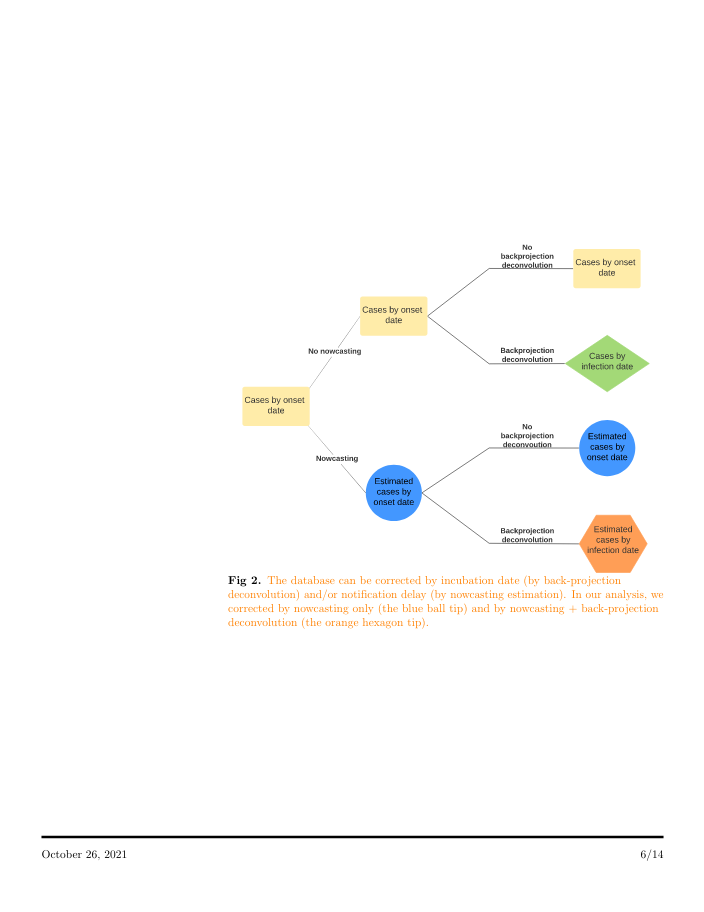 No
backprojection
deconvolution
Cases by onset
date
Cases by onset
date
No nowcasting
Backprojection
deconvolution
Cases by
infection date
Cases by onset
date
No
backprojection
deconvoution
Estimated
cases by
onset date
Nowcasting
Estimated
cases by
onset date
Backprojection
deconvolution
Estimated
cases by
infection date
Fig 2. The database can be corrected by incubation date (by back-projection
deconvolution) and/or notification delay (by nowcasting estimation). In our analysis, we
corrected by nowcasting only (the blue ball tip) and by nowcasting + back-projection
deconvolution (the orange hexagon tip).
October 26, 2021
6/14